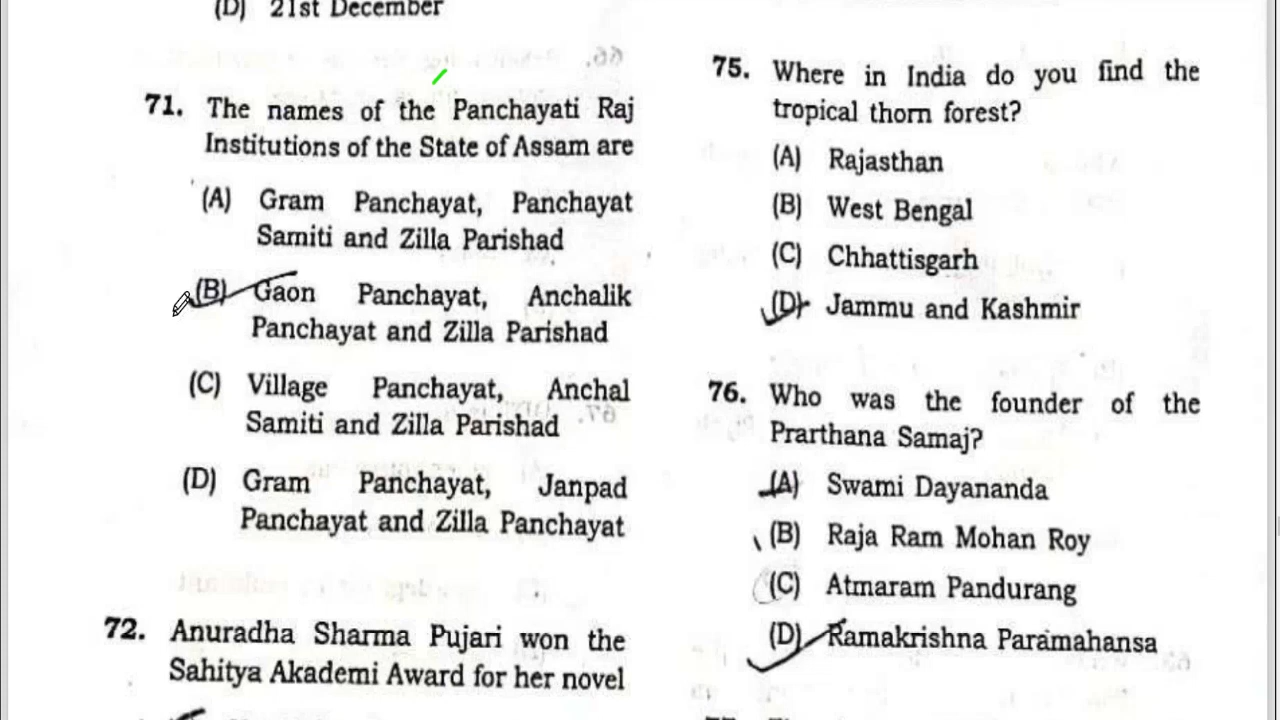 (D) 21st December
71. The names of the Panchayati Raj
Institutions of the State of Assam are
(A) Gram Panchayat, Panchayat
Samiti and Zilla Parishad
(B) Gaon Panchayat, Anchalik
Panchayat and Zilla Parishad
(C) Village Panchayat, Anchal
Samiti and Zilla Parishad
(D) Gram Panchayat, Janpad
Panchayat and Zilla Panchayat
72. Anuradha Sharma Pujari won the
Sahitya Akademi Award for her novel
75. Where in India do you find the
tropical thorn forest?
(A) Rajasthan
(B) West Bengal
(C) Chhattisgarh
(D) Jammu and Kashmir
76. Who was the founder of the
Prarthana Samaj?
(A) Swami Dayananda
(B) Raja Ram Mohan Roy
(C) Atmaram Pandurang
(D) Ramakrishna Paramahansa